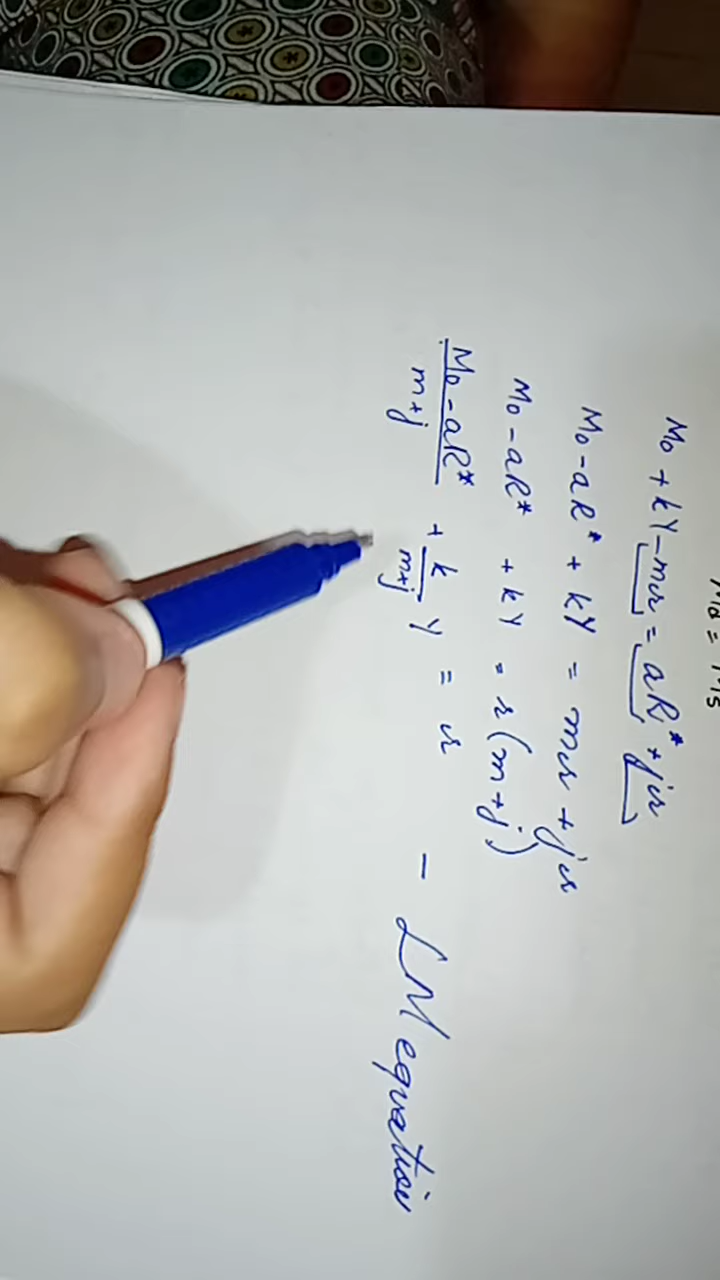 Md = Ms
M₀ + kY - mr = aR* + jr
M₀ - aR* + kY = mr + jr
M₀ - aR* + kY = r(m+j)
M₀ - aR* / m+j + k / m+j Y = r - LM equation